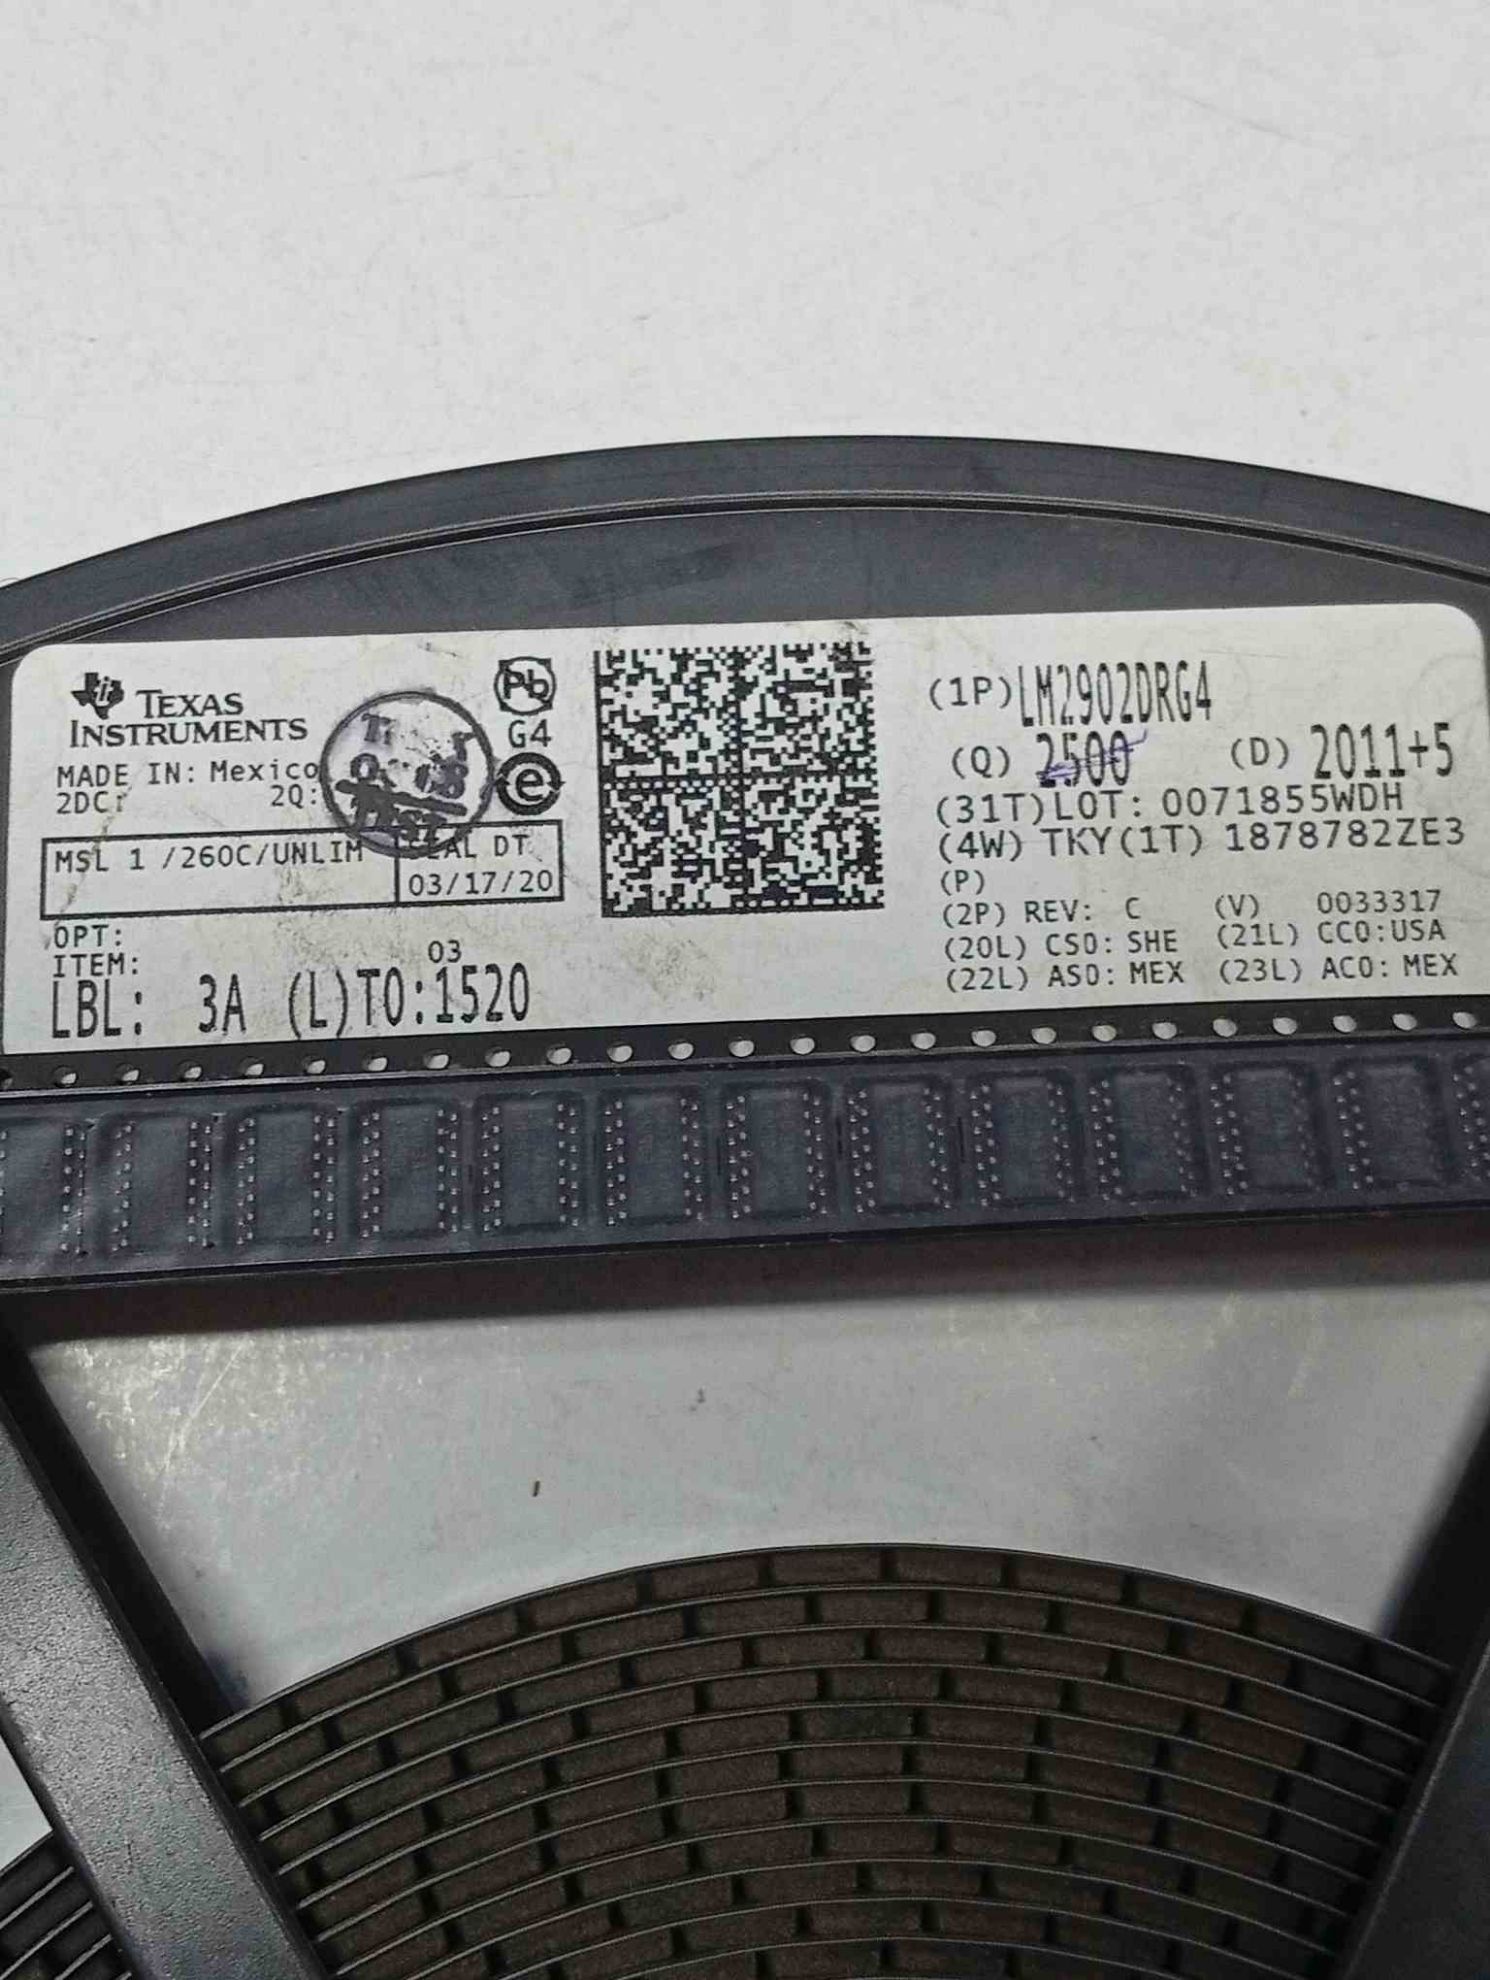 TEXAS
INSTRUMENTS
MADE IN: Mexico
2DC: 2Q:
Pb
G4
e
MSL 1 /260C/UNLIM
SEAL DT
03/17/20
OPT:
ITEM: 03
LBL: 3A (L)TO:1520
(1P)LM2902DRG4
(Q) 2500 (D) 2011+5
(31T)LOT: 0071855WDH
(4W) TKY(1T) 1878782ZE3
(P)
(2P) REV: C (V) 0033317
(20L) CSO: SHE (21L) CCO:USA
(22L) ASO: MEX (23L) ACO: MEX